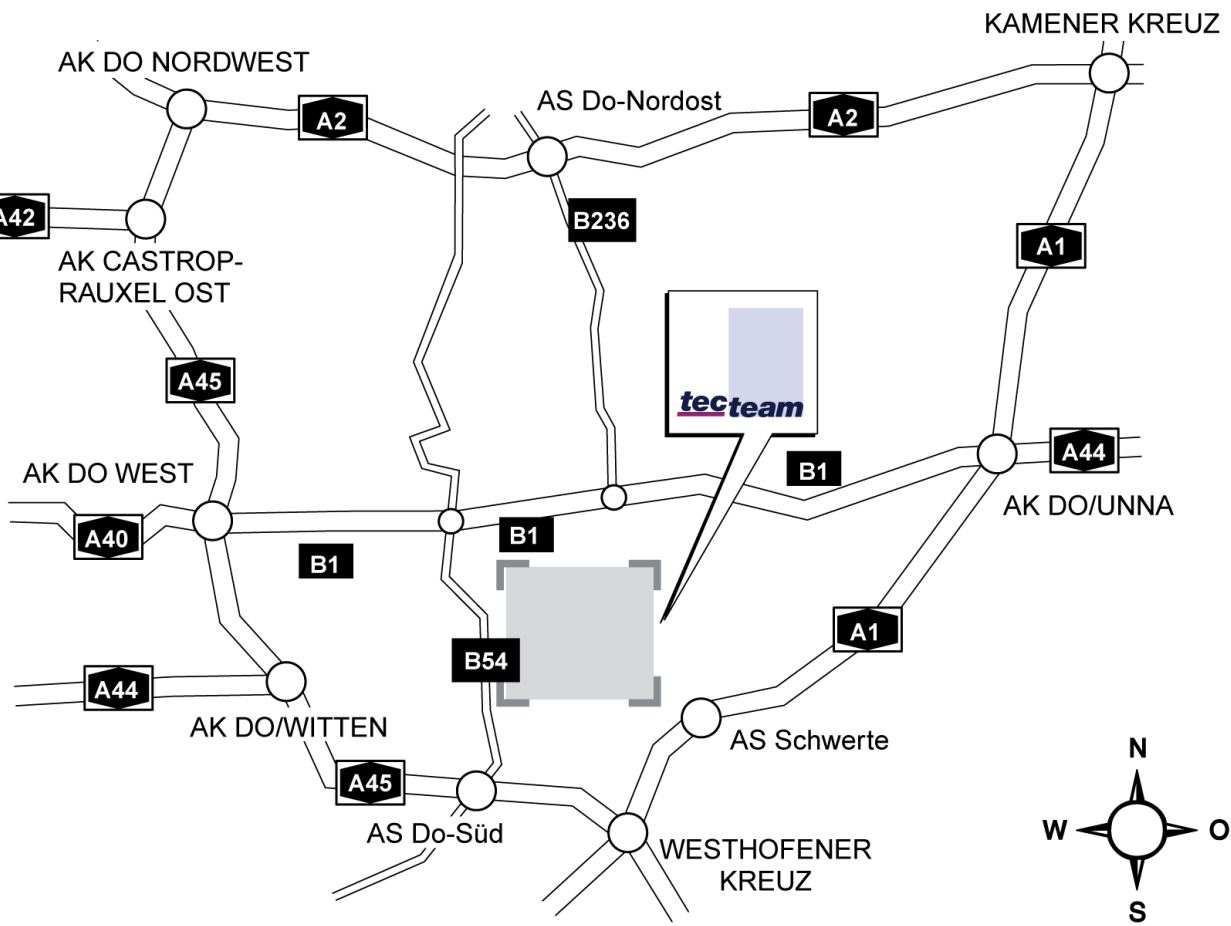 KAMENER KREUZ
AK DO NORDWEST
AS Do-Nordost
A2
A2
A42
B236
A1
AK CASTROP-
RAUXEL OST
A45
tecteam
AK DO WEST
B1
A44
AK DO/UNNA
A40
B1
B1
A1
B54
A44
AK DO/WITTEN
AS Schwerte
A45
AS Do-Süd
WESTHOFENER
KREUZ
N
W
O
S